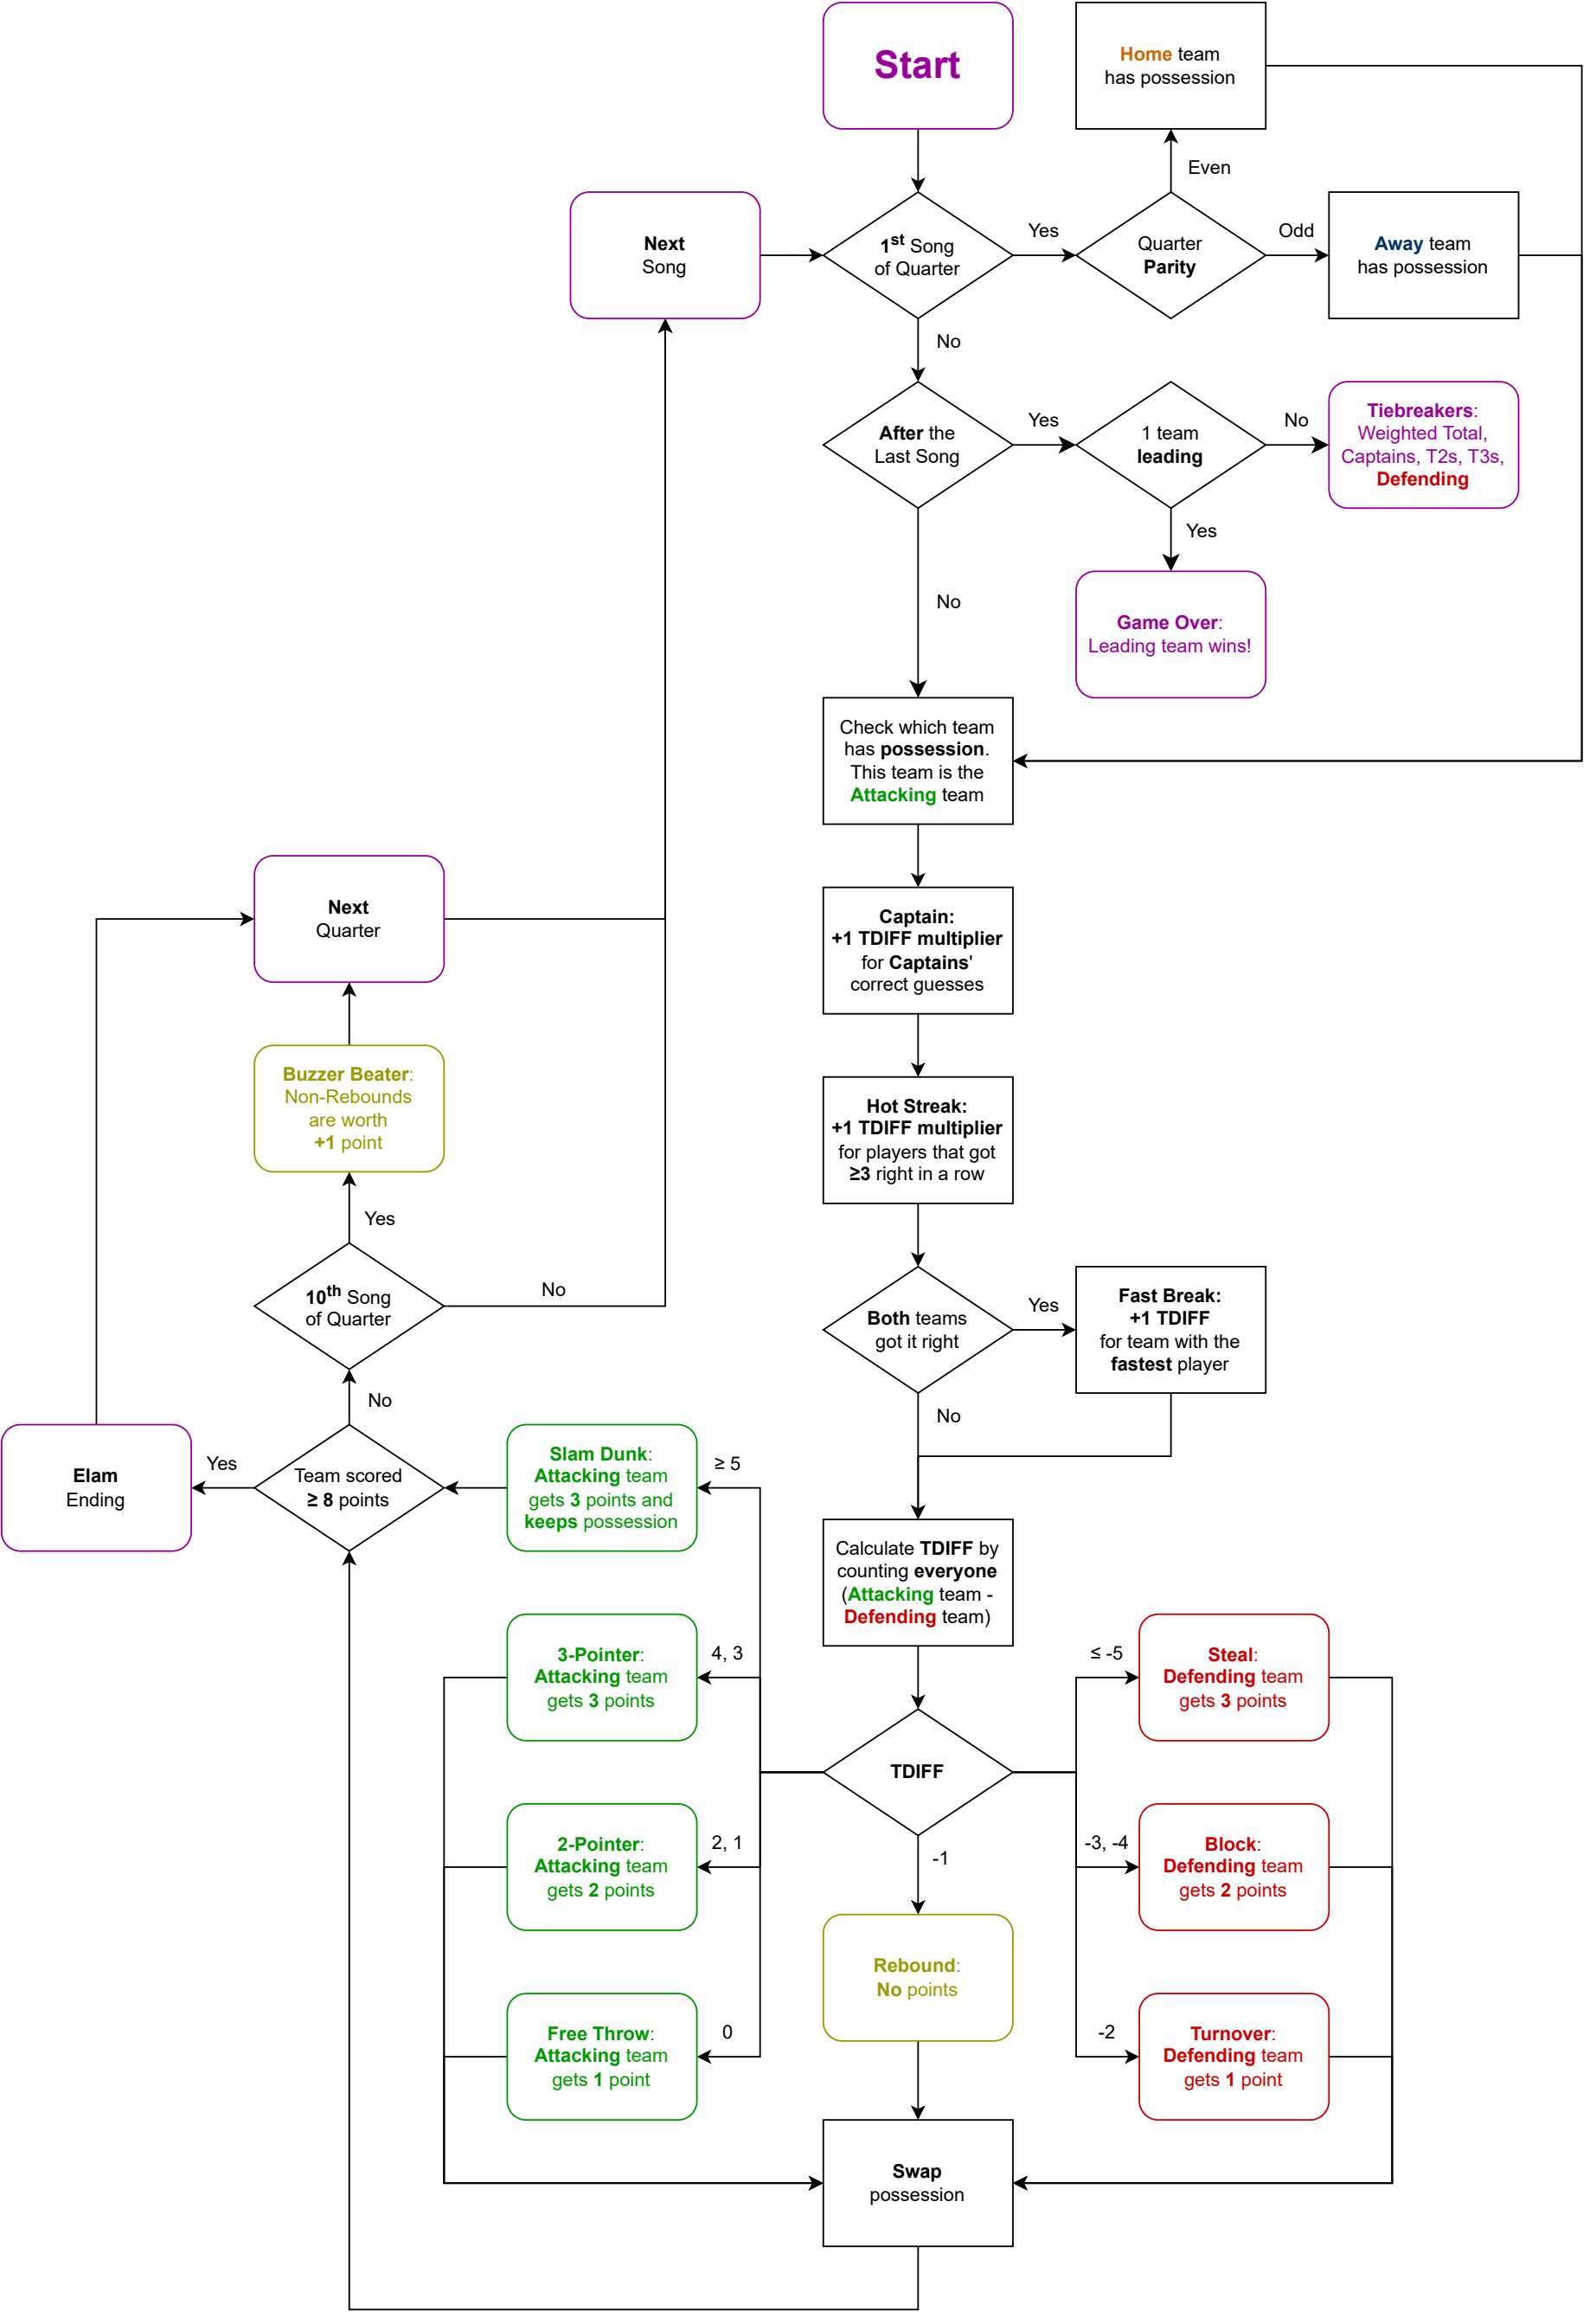 Start
Home team
has possession
Even
Next
Song
1st Song
of Quarter
Yes
Quarter
Parity
Odd
Away team
has possession
No
After the
Last Song
Yes
1 team
leading
No
Tiebreakers:
Weighted Total,
Captains, T2s, T3s,
Defending
Yes
No
Game Over:
Leading team wins!
Check which team
has possession.
This team is the
Attacking team
Next
Quarter
Captain:
+1 TDIFF multiplier
for Captains'
correct guesses
Buzzer Beater:
Non-Rebounds
are worth
+1 point
Hot Streak:
+1 TDIFF multiplier
for players that got
≥3 right in a row
Yes
10th Song
of Quarter
No
Both teams
got it right
Yes
Fast Break:
+1 TDIFF
for team with the
fastest player
No
No
Elam
Ending
Yes
Team scored
≥ 8 points
Slam Dunk:
Attacking team
gets 3 points and
keeps possession
≥ 5
Calculate TDIFF by
counting everyone
(Attacking team -
Defending team)
3-Pointer:
Attacking team
gets 3 points
4, 3
≤ -5
Steal:
Defending team
gets 3 points
TDIFF
2-Pointer:
Attacking team
gets 2 points
2, 1
-1
-3, -4
Block:
Defending team
gets 2 points
Rebound:
No points
Free Throw:
Attacking team
gets 1 point
0
-2
Turnover:
Defending team
gets 1 point
Swap
possession